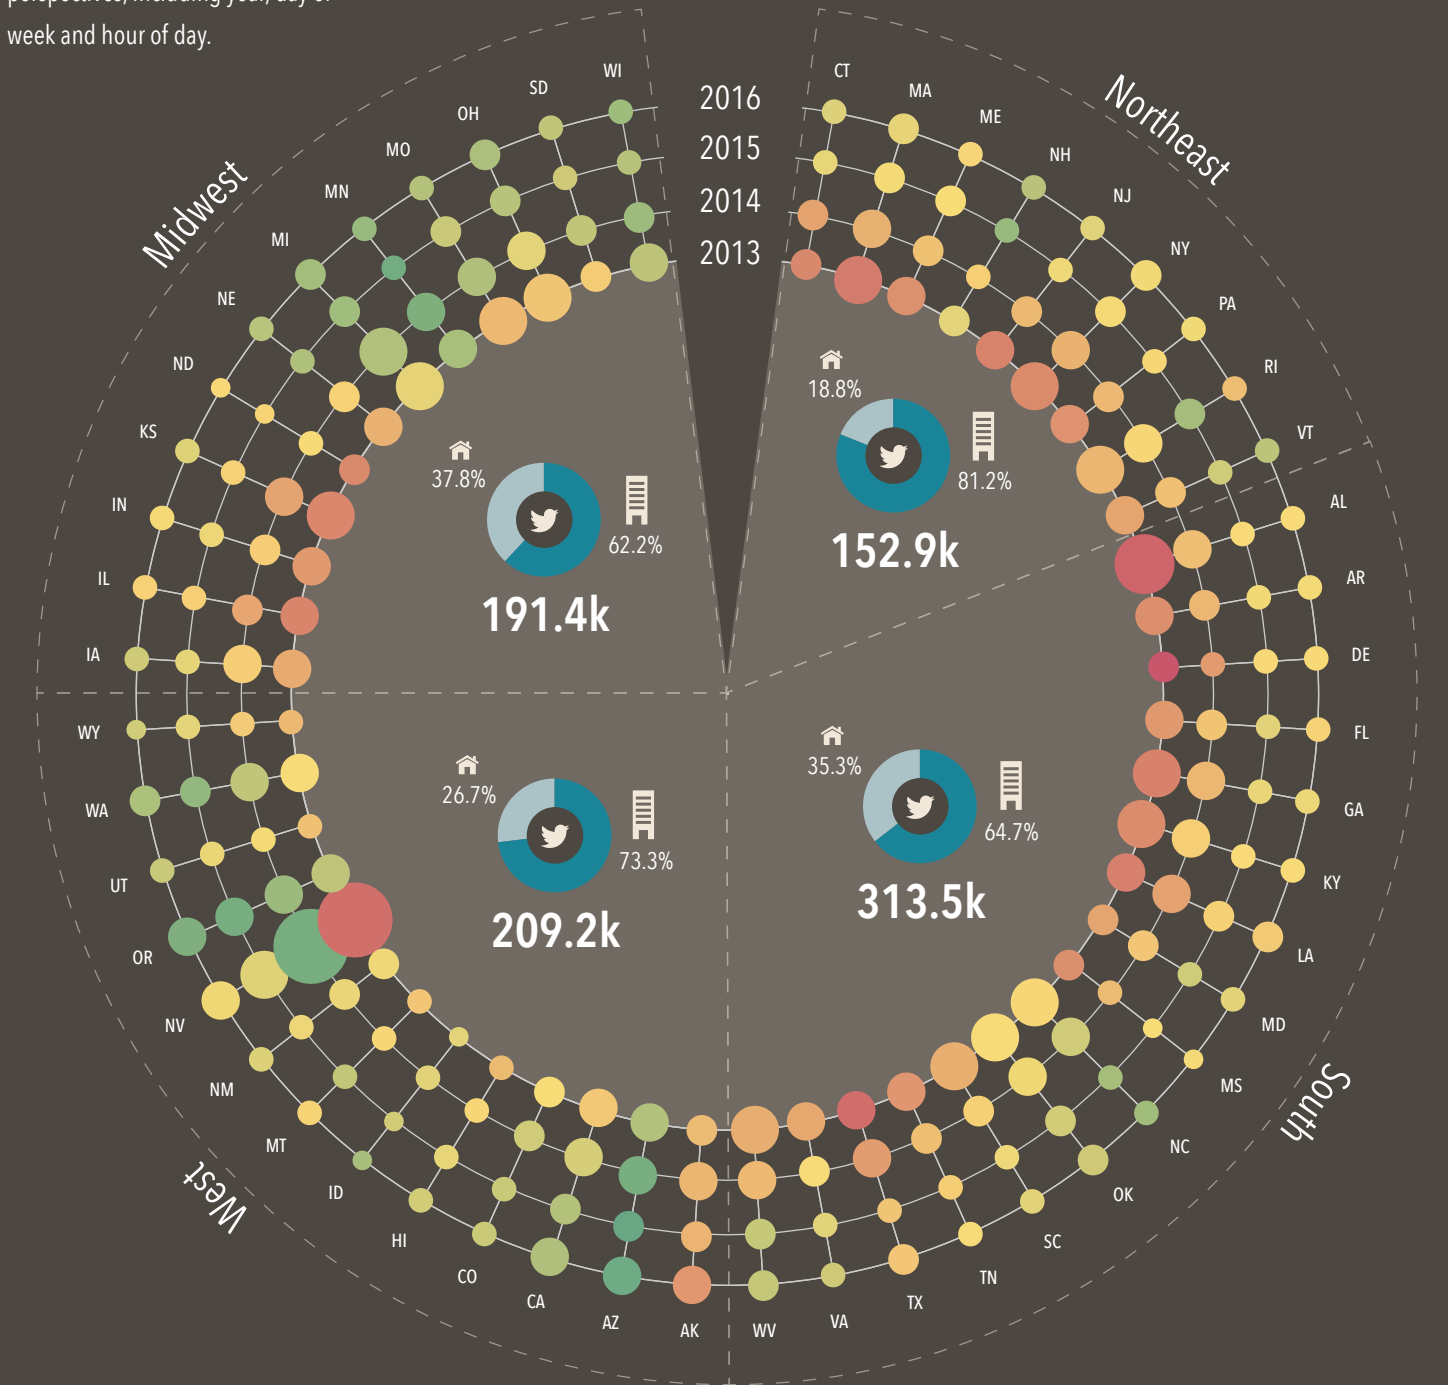 week and hour of day.
2016
2015
2014
2013
Northeast
CT
MA
ME
NH
NJ
NY
PA
RI
VT
18.8%
81.2%
152.9k
South
AL
AR
DE
FL
GA
KY
LA
MD
MS
NC
OK
SC
TN
TX
VA
WV
35.3%
64.7%
313.5k
West
AK
AZ
CA
CO
HI
ID
MT
NM
NV
OR
UT
WA
WY
26.7%
73.3%
209.2k
Midwest
IA
IL
IN
KS
ND
NE
MI
MN
MO
OH
SD
WI
37.8%
62.2%
191.4k